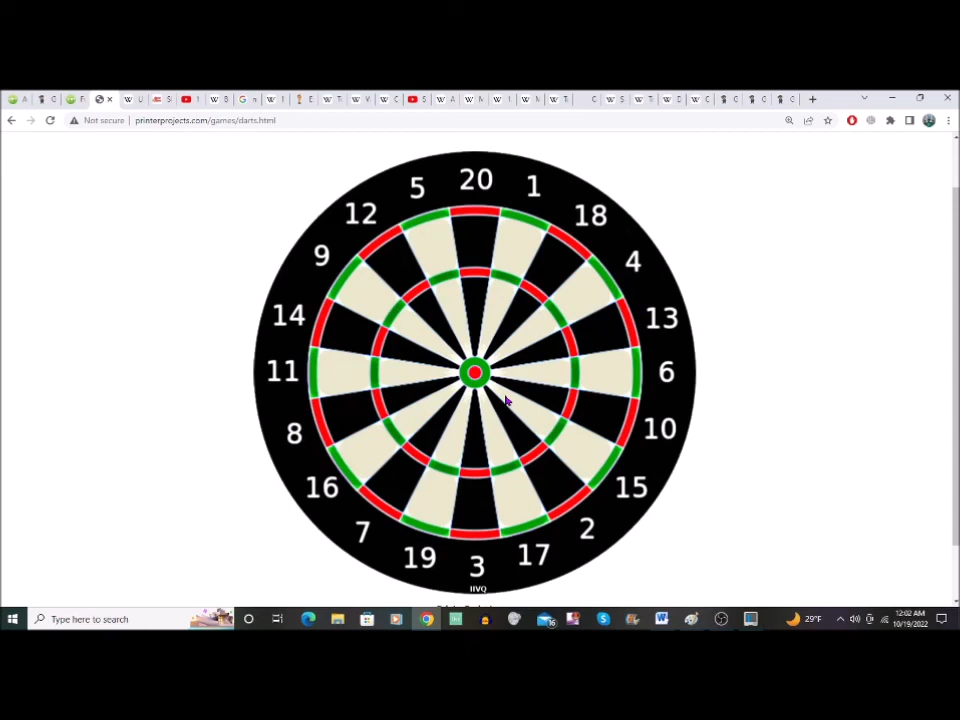 Not secure
printerprojects.com/games/darts.html
20
5 1
12 18
9 4
14 13
11 6
8 10
16 15
7 2
19 17
3
IIVQ
Type here to search
16
29°F
12:02 AM
10/19/2022